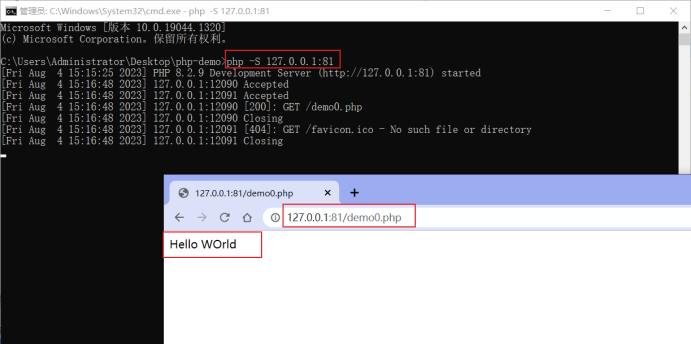 管理员: C:\Windows\System32\cmd.exe - php -S 127.0.0.1:81
Microsoft Windows [版本 10.0.19044.1320]
(c) Microsoft Corporation。保留所有权利。
C:\Users\Administrator\Desktop\php-demo>php -S 127.0.0.1:81
[Fri Aug  4 15:15:25 2023] PHP 8.2.9 Development Server (http://127.0.0.1:81) started
[Fri Aug  4 15:16:48 2023] 127.0.0.1:12090 Accepted
[Fri Aug  4 15:16:48 2023] 127.0.0.1:12091 Accepted
[Fri Aug  4 15:16:48 2023] 127.0.0.1:12090 [200]: GET /demo0.php
[Fri Aug  4 15:16:48 2023] 127.0.0.1:12090 Closing
[Fri Aug  4 15:16:48 2023] 127.0.0.1:12091 [404]: GET /favicon.ico - No such file or directory
[Fri Aug  4 15:16:48 2023] 127.0.0.1:12091 Closing
127.0.0.1:81/demo0.php
127.0.0.1:81/demo0.php
Hello WOrld